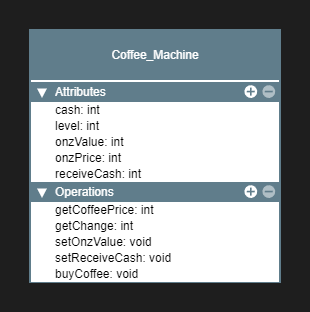 Coffee_Machine
Attributes
cash: int
level: int
onzValue: int
onzPrice: int
receiveCash: int
Operations
getCoffeePrice: int
getChange: int
setOnzValue: void
setReceiveCash: void
buyCoffee: void